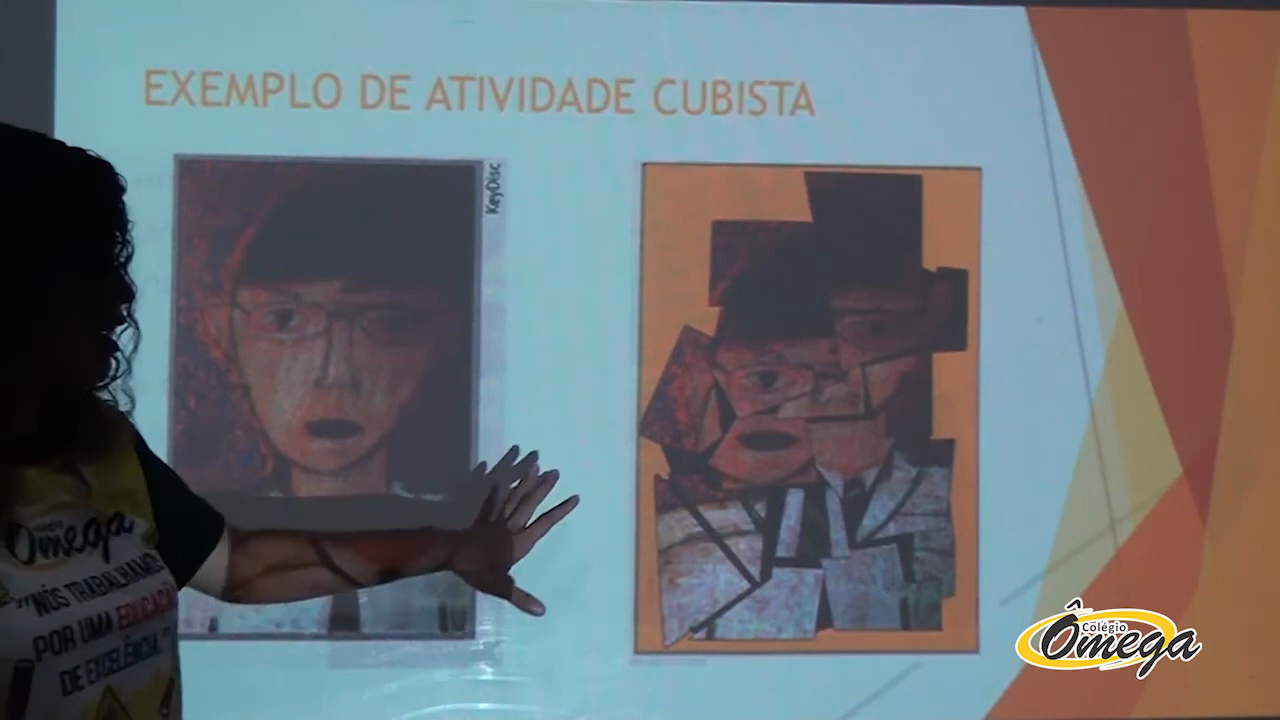 EXEMPLO DE ATIVIDADE CUBISTA
KeyDisc
Ômega
"NÓS TRABALHAMOS
POR UMA EDUCAÇÃO
DE EXCELÊNCIA."
Colégio
Ômega